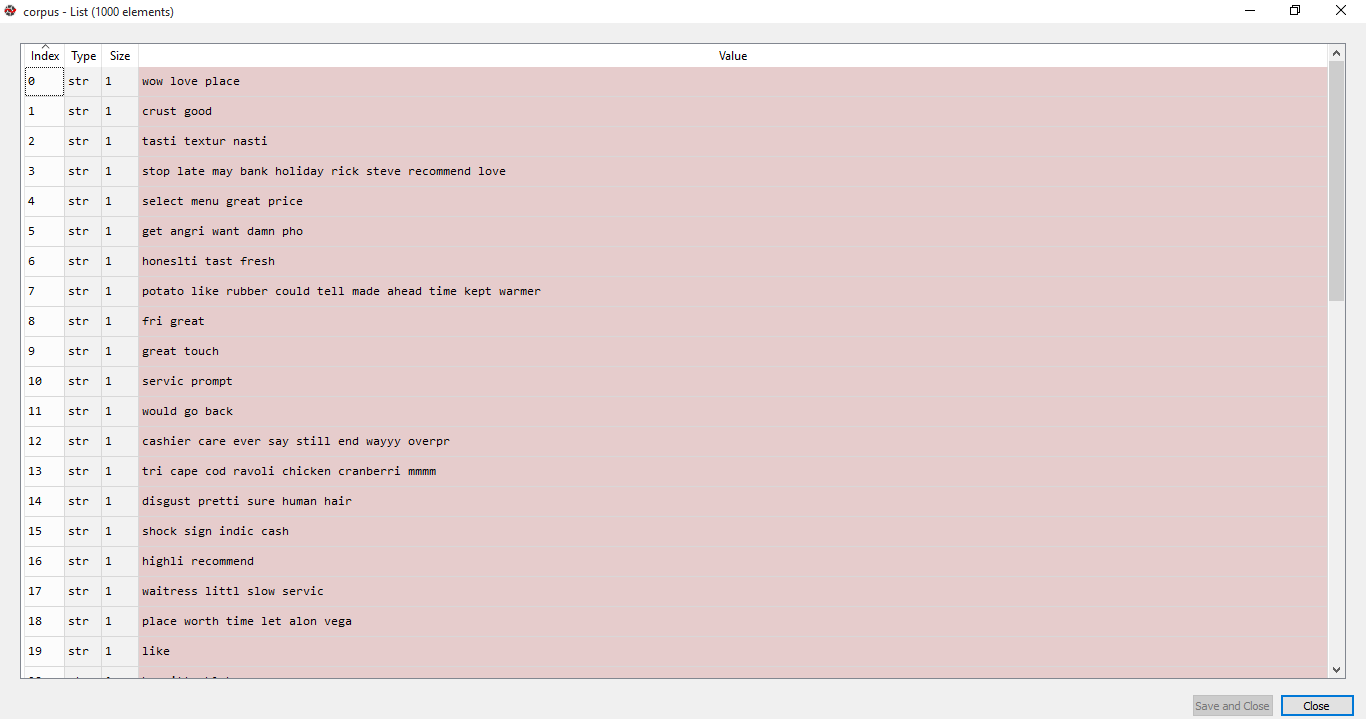 corpus - List (1000 elements)
Index Type Size Value
0 str 1 wow love place
1 str 1 crust good
2 str 1 tasti textur nasti
3 str 1 stop late may bank holiday rick steve recommend love
4 str 1 select menu great price
5 str 1 get angri want damn pho
6 str 1 honeslti tast fresh
7 str 1 potato like rubber could tell made ahead time kept warmer
8 str 1 fri great
9 str 1 great touch
10 str 1 servic prompt
11 str 1 would go back
12 str 1 cashier care ever say still end wayyy overpr
13 str 1 tri cape cod ravoli chicken cranberri mmmm
14 str 1 disgust pretti sure human hair
15 str 1 shock sign indic cash
16 str 1 highli recommend
17 str 1 waitress littl slow servic
18 str 1 place worth time let alon vega
19 str 1 like
Save and Close Close